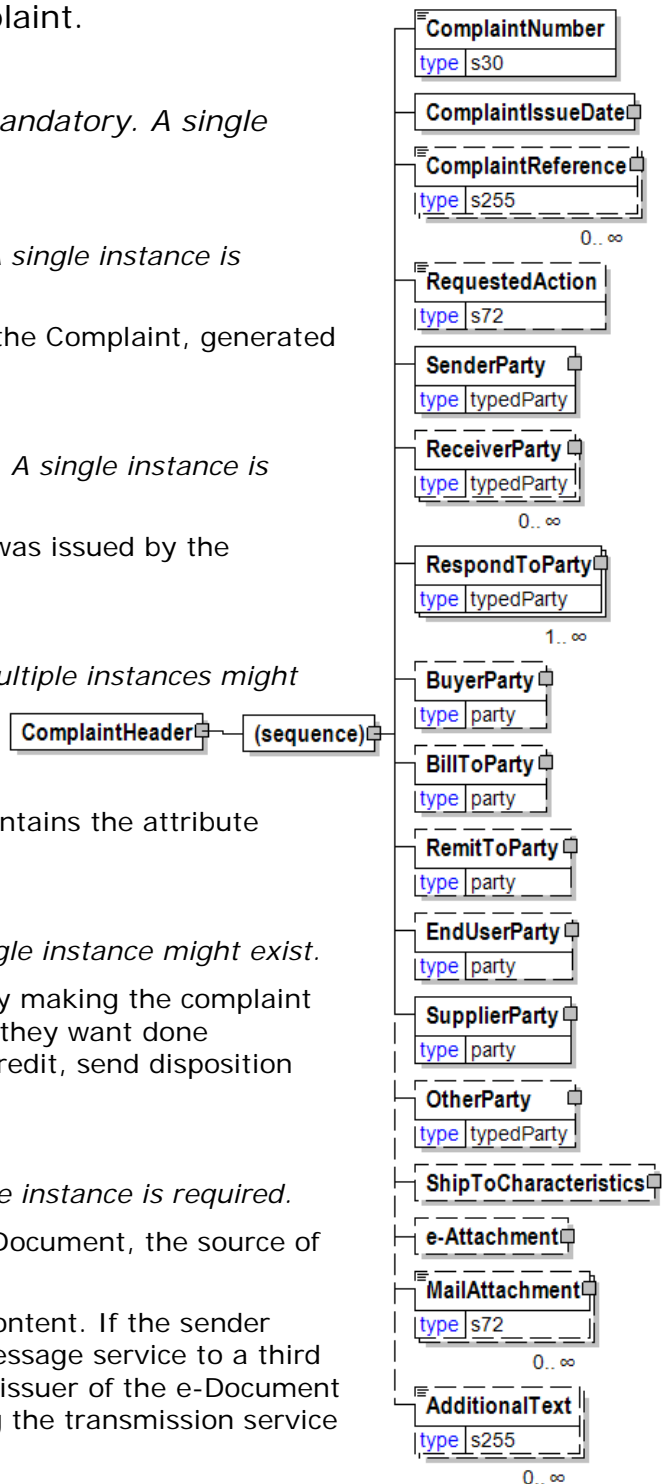 plaint.
andatory. A single
A single instance is
the Complaint, generated
A single instance is
was issued by the
ultiple instances might
ntains the attribute
gle instance might exist.
y making the complaint
they want done
redit, send disposition
e instance is required.
Document, the source of
ontent. If the sender
essage service to a third
issuer of the e-Document
g the transmission service
ComplaintHeader
(sequence)
ComplaintNumber
type s30
ComplaintIssueDate
ComplaintReference
type s255
0.. ∞
RequestedAction
type s72
SenderParty
type typedParty
ReceiverParty
type typedParty
0.. ∞
RespondToParty
type typedParty
1.. ∞
BuyerParty
type party
BillToParty
type party
RemitToParty
type party
EndUserParty
type party
SupplierParty
type party
OtherParty
type typedParty
ShipToCharacteristics
e-Attachment
MailAttachment
type s72
0.. ∞
AdditionalText
type s255
0.. ∞